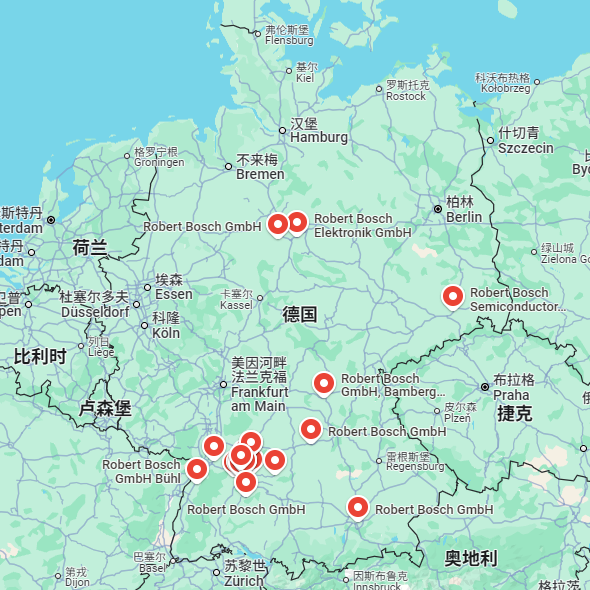 弗伦斯堡
Flensburg
基尔
Kiel
罗斯托克
Rostock
科沃布热格
Kołobrzeg
汉堡
Hamburg
什切青
Szczecin
格罗宁根
Groningen
不来梅
Bremen
斯特丹
terdam
柏林
Berlin
Robert Bosch GmbH
Robert Bosch
Elektronik GmbH
特丹
dam
荷兰
绿山城
Zielona Go
埃森
Essen
卫普
pen
杜塞尔多夫
Düsseldorf
卡塞尔
Kassel
Robert Bosch
Semiconductor...
德国
科隆
Köln
列日
Liège
比利时
美因河畔
法兰克福
Frankfurt
am Main
Robert Bosch
GmbH, Bamberg...
布拉格
Praha
卢森堡
皮尔森
Plzeň
捷克
Robert Bosch GmbH
雷根斯堡
Regensburg
Robert Bosch
GmbH Bühl
Robert Bosch GmbH
Robert Bosch GmbH
巴塞尔
Basel
奥地利
苏黎世
Zürich
第戎
Dijon
因斯布鲁克
Innsbruck
格拉茨